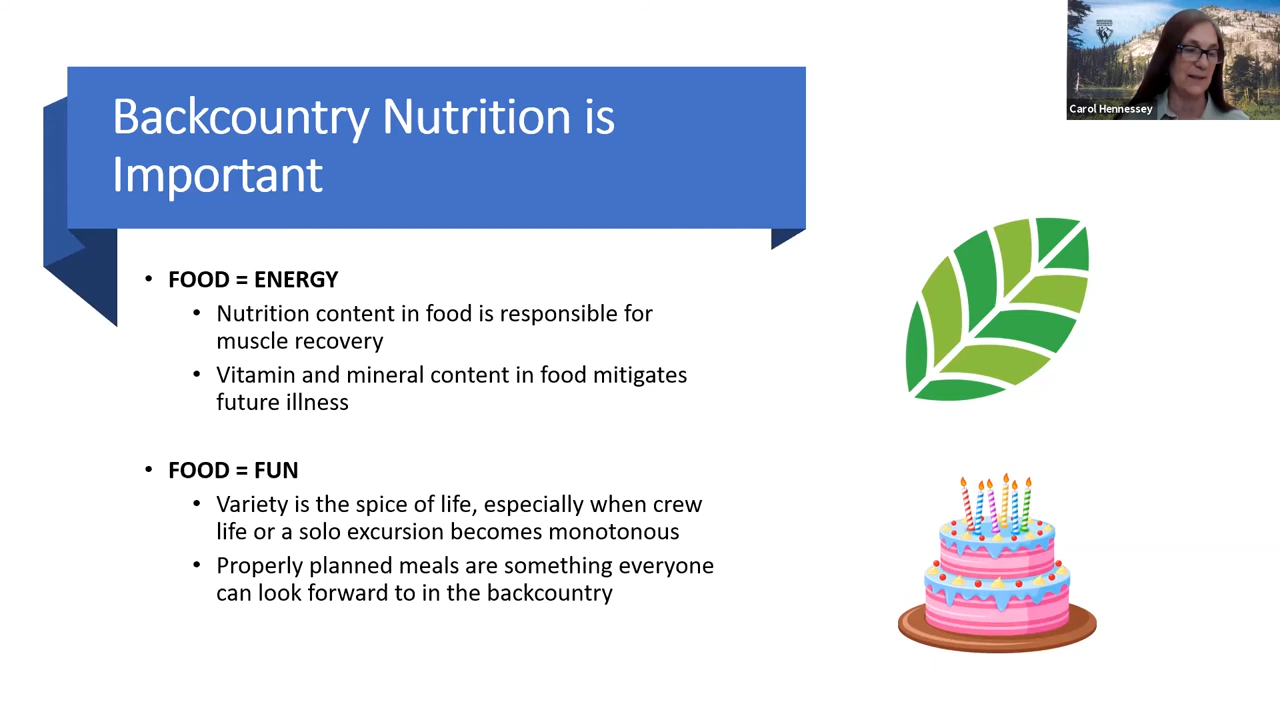 Backcountry Nutrition is
Important
Carol Hennessey
• FOOD = ENERGY
• Nutrition content in food is responsible for
muscle recovery
• Vitamin and mineral content in food mitigates
future illness
• FOOD = FUN
• Variety is the spice of life, especially when crew
life or a solo excursion becomes monotonous
• Properly planned meals are something everyone
can look forward to in the backcountry